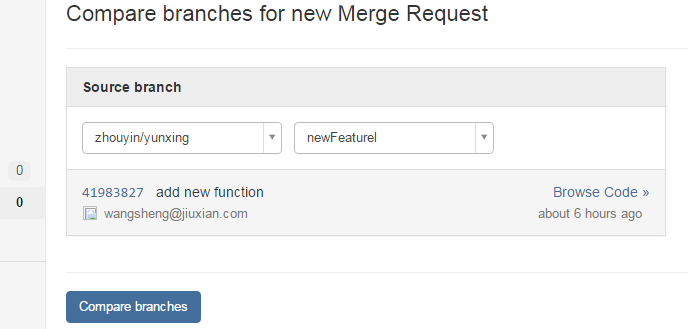 Compare branches for new Merge Request
Source branch
zhouyin/yunxing newFeaturel
41983827 add new function Browse Code »
wangsheng@jiuxian.com about 6 hours ago
0
0
Compare branches